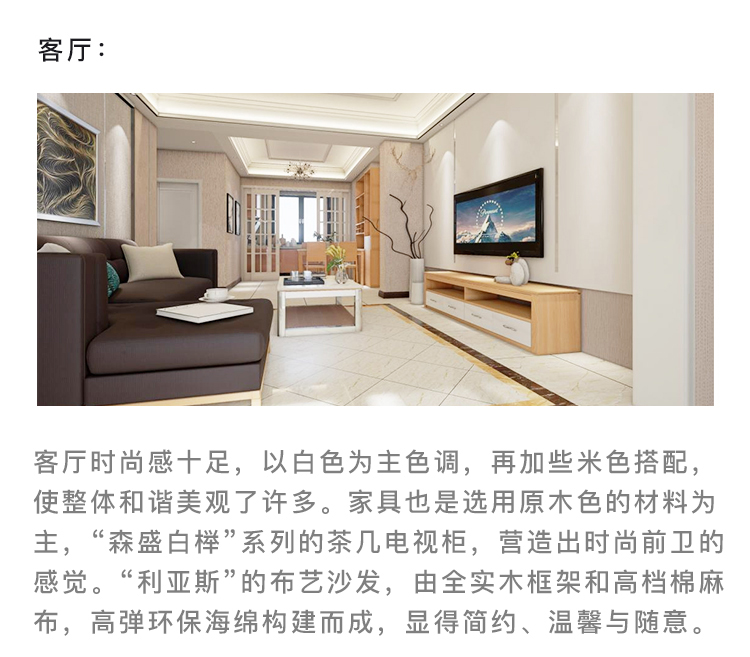 客厅：
Paramount
客厅时尚感十足，以白色为主色调，再加些米色搭配，
使整体和谐美观了许多。家具也是选用原木色的材料为
主，“森盛白榉”系列的茶几电视柜，营造出时尚前卫的
感觉。“利亚斯”的布艺沙发，由全实木框架和高档棉麻
布，高弹环保海绵构建而成，显得简约、温馨与随意。